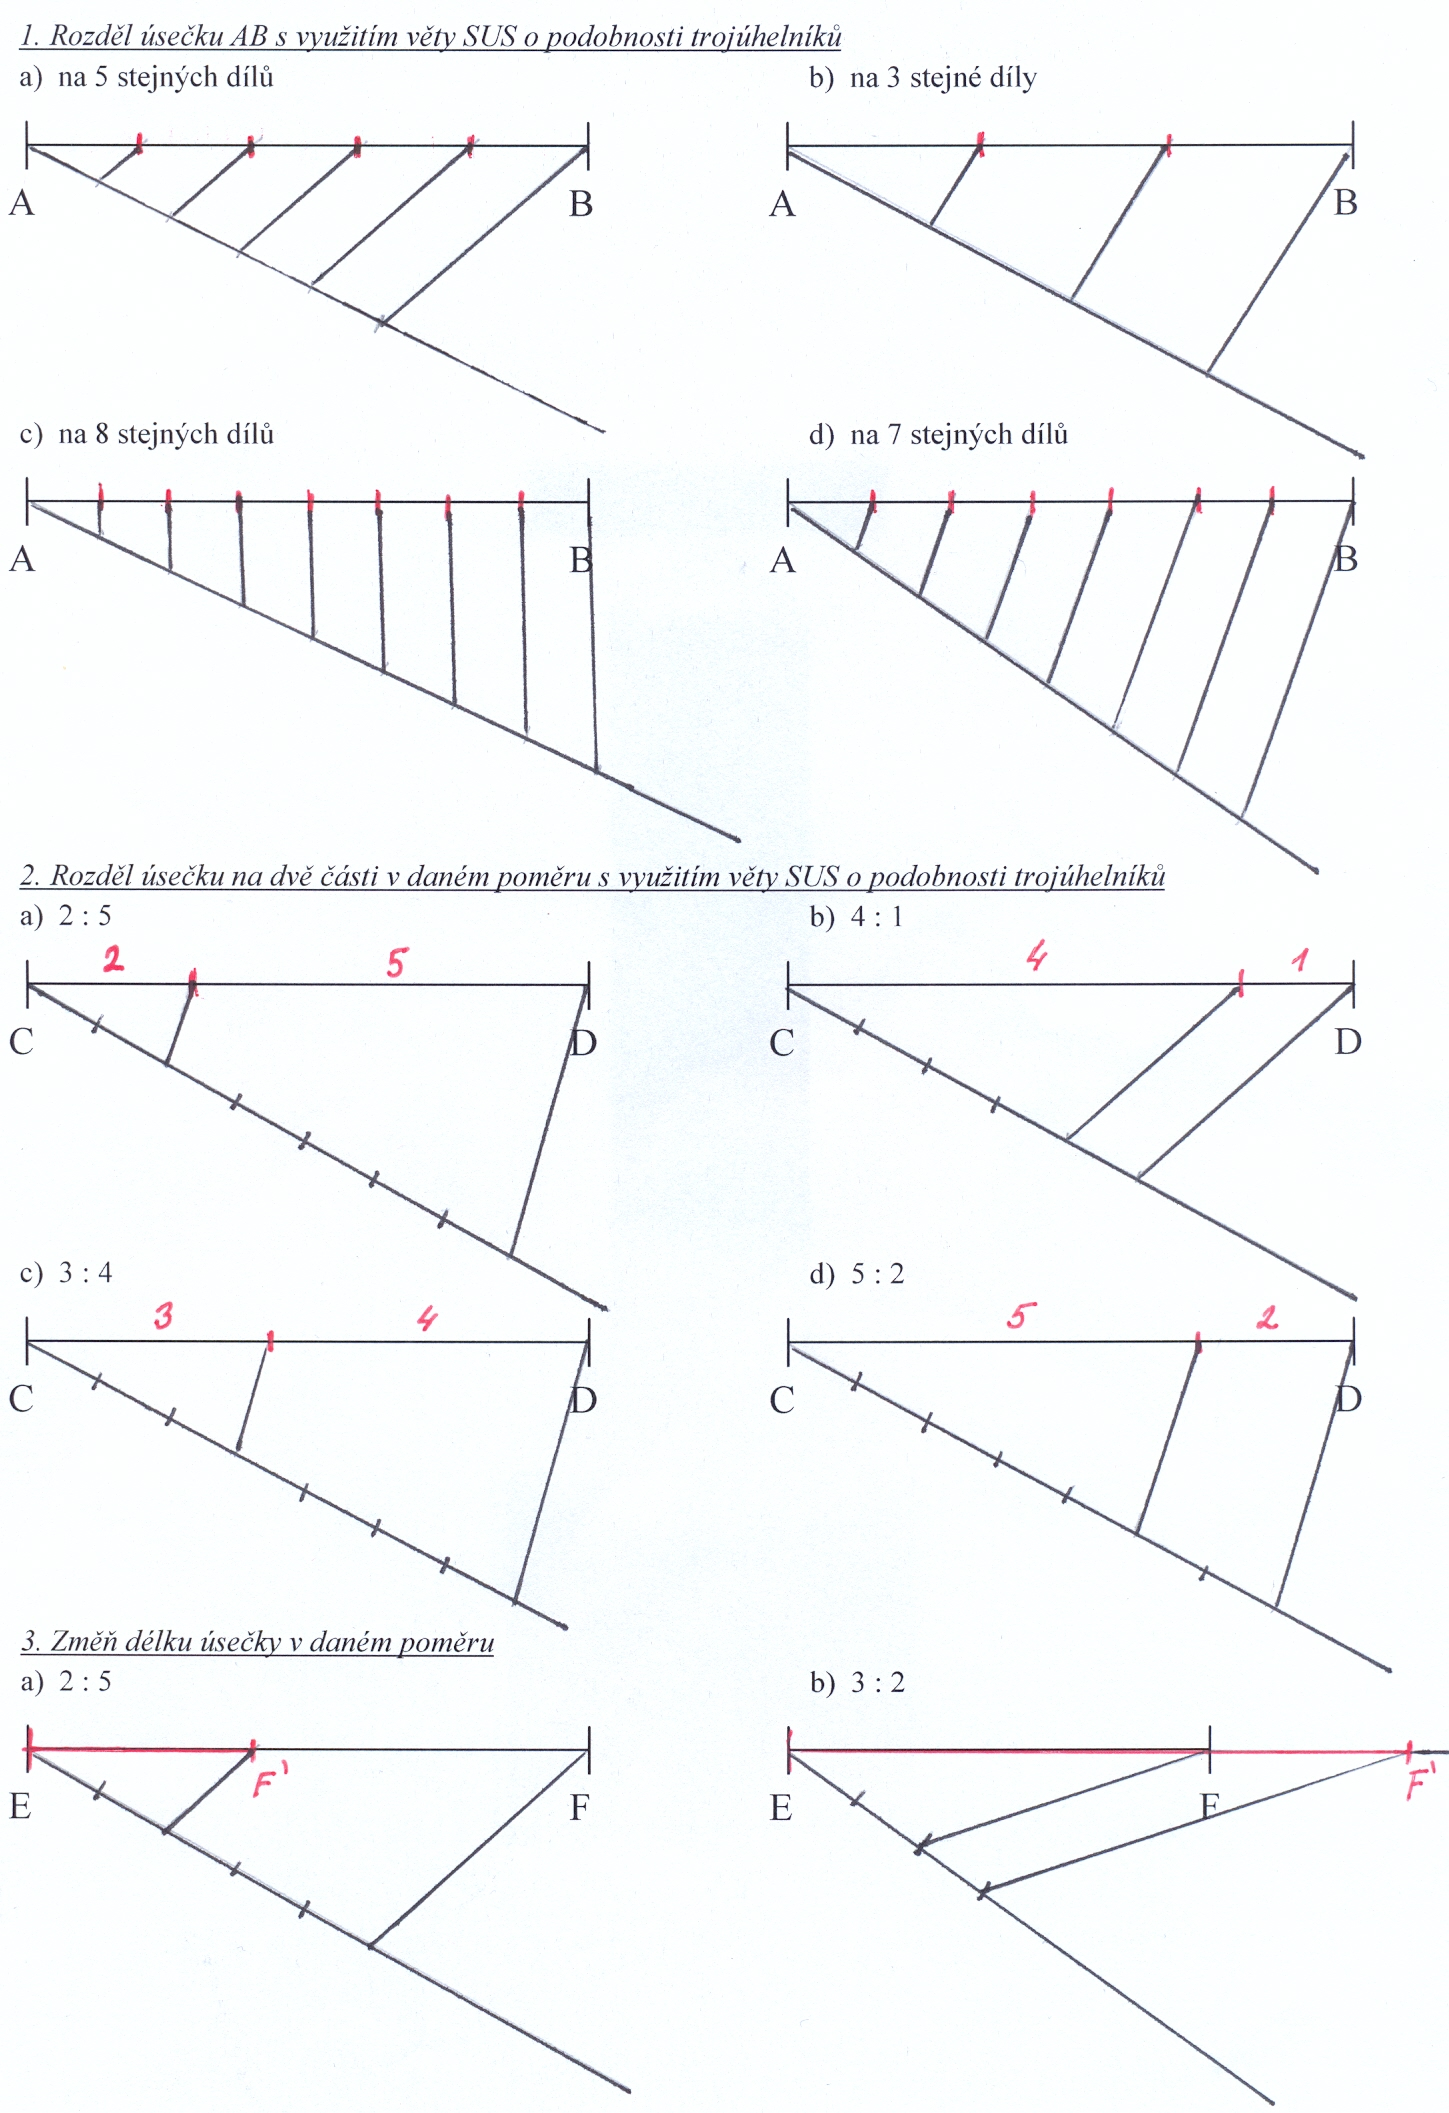 1. Rozděl úsečku AB s využitím věty SUS o podobnosti trojúhelníků
a) na 5 stejných dílů
b) na 3 stejné díly
A B
A B
c) na 8 stejných dílů
d) na 7 stejných dílů
A B
A B
2. Rozděl úsečku na dvě části v daném poměru s využitím věty SUS o podobnosti trojúhelníků
a) 2 : 5
b) 4 : 1
2 5
4 1
C D
C D
c) 3 : 4
d) 5 : 2
3 4
5 2
C D
C D
3. Změň délku úsečky v daném poměru
a) 2 : 5
b) 3 : 2
E F' F
E F F'